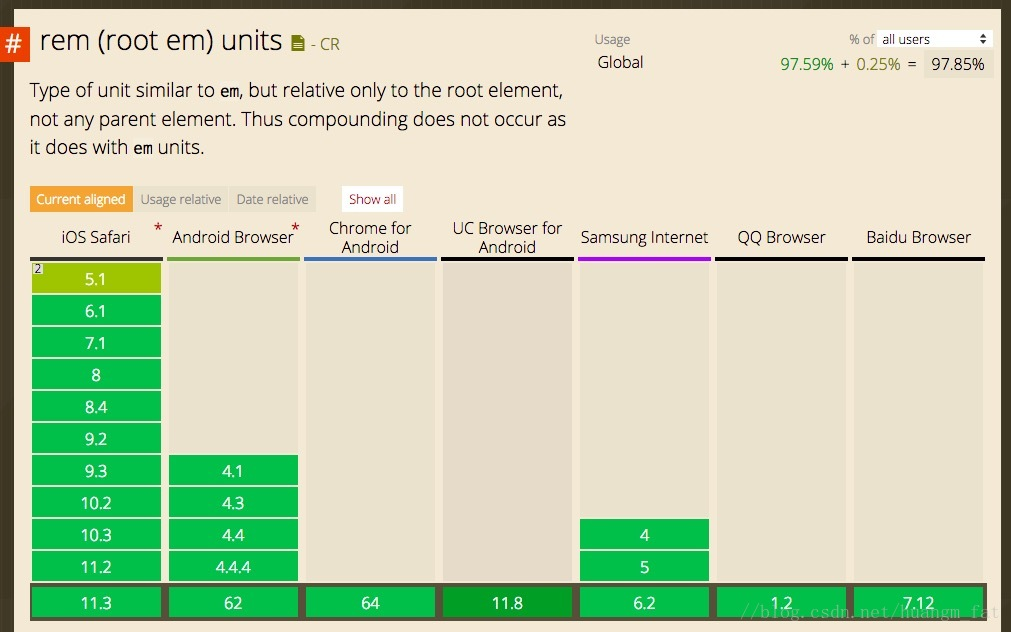 # rem (root em) units - CR
Usage % of all users
Global 97.59% + 0.25% = 97.85%
Type of unit similar to em, but relative only to the root element,
not any parent element. Thus compounding does not occur as
it does with em units.
Current aligned Usage relative Date relative Show all
iOS Safari * Android Browser * Chrome for Android UC Browser for Android Samsung Internet QQ Browser Baidu Browser
2 5.1
6.1
7.1
8
8.4
9.2
9.3 4.1
10.2 4.3
10.3 4.4 4
11.2 4.4.4 5
11.3 62 64 11.8 6.2 1.2 7.12
//blog.csdn.net/huangm_fat